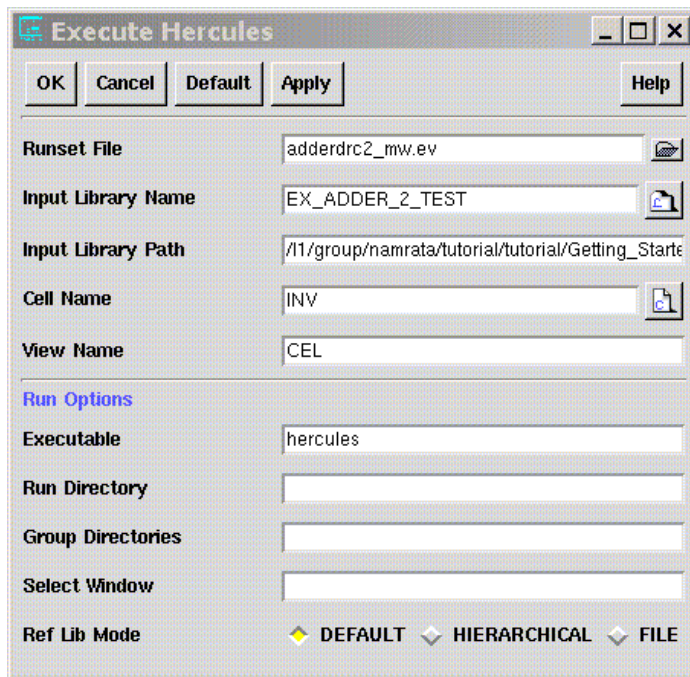 Execute Hercules
OK Cancel Default Apply Help
Runset File adderdrc2_mw.ev
Input Library Name EX_ADDER_2_TEST
Input Library Path /l1/group/namrata/tutorial/tutorial/Getting_Starte
Cell Name INV
View Name CEL
Run Options
Executable hercules
Run Directory
Group Directories
Select Window
Ref Lib Mode DEFAULT HIERARCHICAL FILE